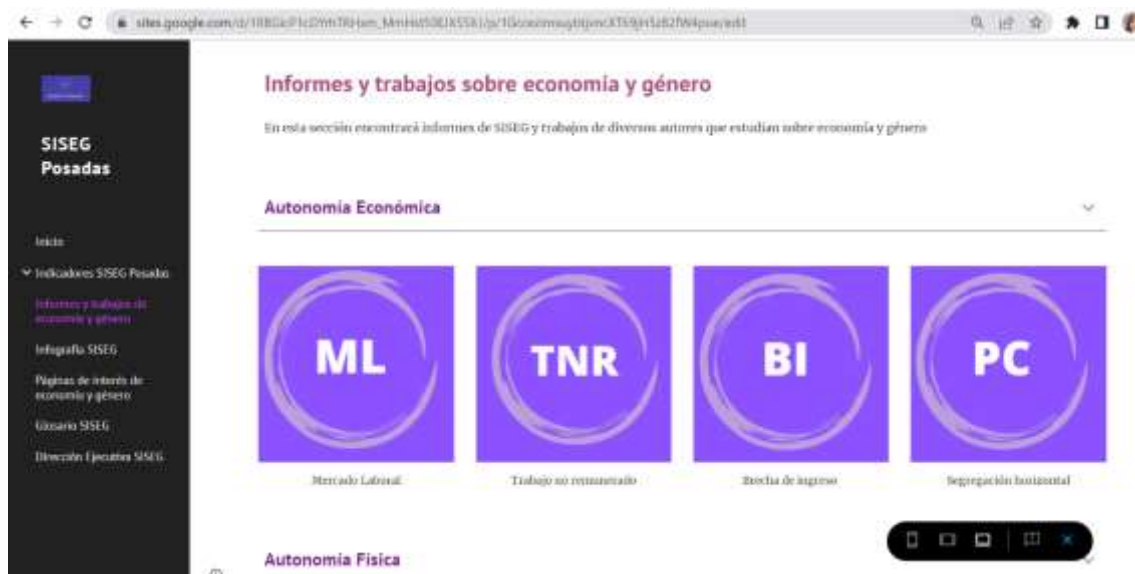 SISEG
Posadas
Inicio
Indicadores SISEG Posadas
Informes y trabajos de
economía y género
Infografía SISEG
Páginas de interés de
economía y género
Glosario SISEG
Dirección Ejecutiva SISEG
Informes y trabajos sobre economía y género
En esta sección encontrará informes de SISEG y trabajos de diversos autores que estudian sobre economía y género
Autonomía Económica
ML
TNR
BI
PC
Mercado Laboral
Trabajo no remunerado
Brecha de ingreso
Segregación horizontal
Autonomía Física